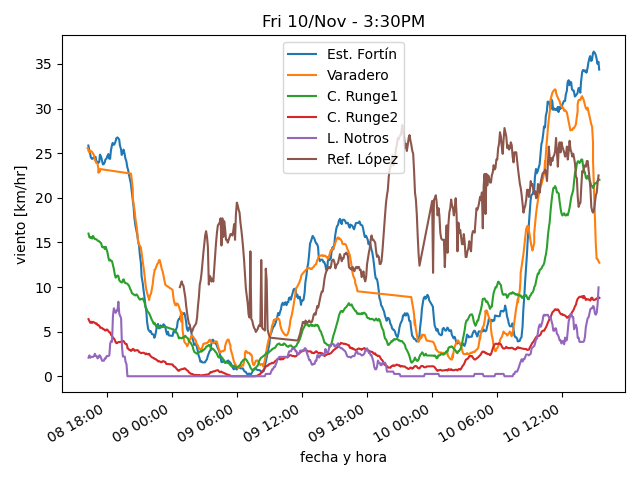 Fri 10/Nov - 3:30PM
Est. Fortín
Varadero
C. Runge1
C. Runge2
L. Notros
Ref. López
viento [km/hr]
35
30
25
20
15
10
5
0
08 18:00
09 00:00
09 06:00
09 12:00
09 18:00
10 00:00
10 06:00
10 12:00
fecha y hora